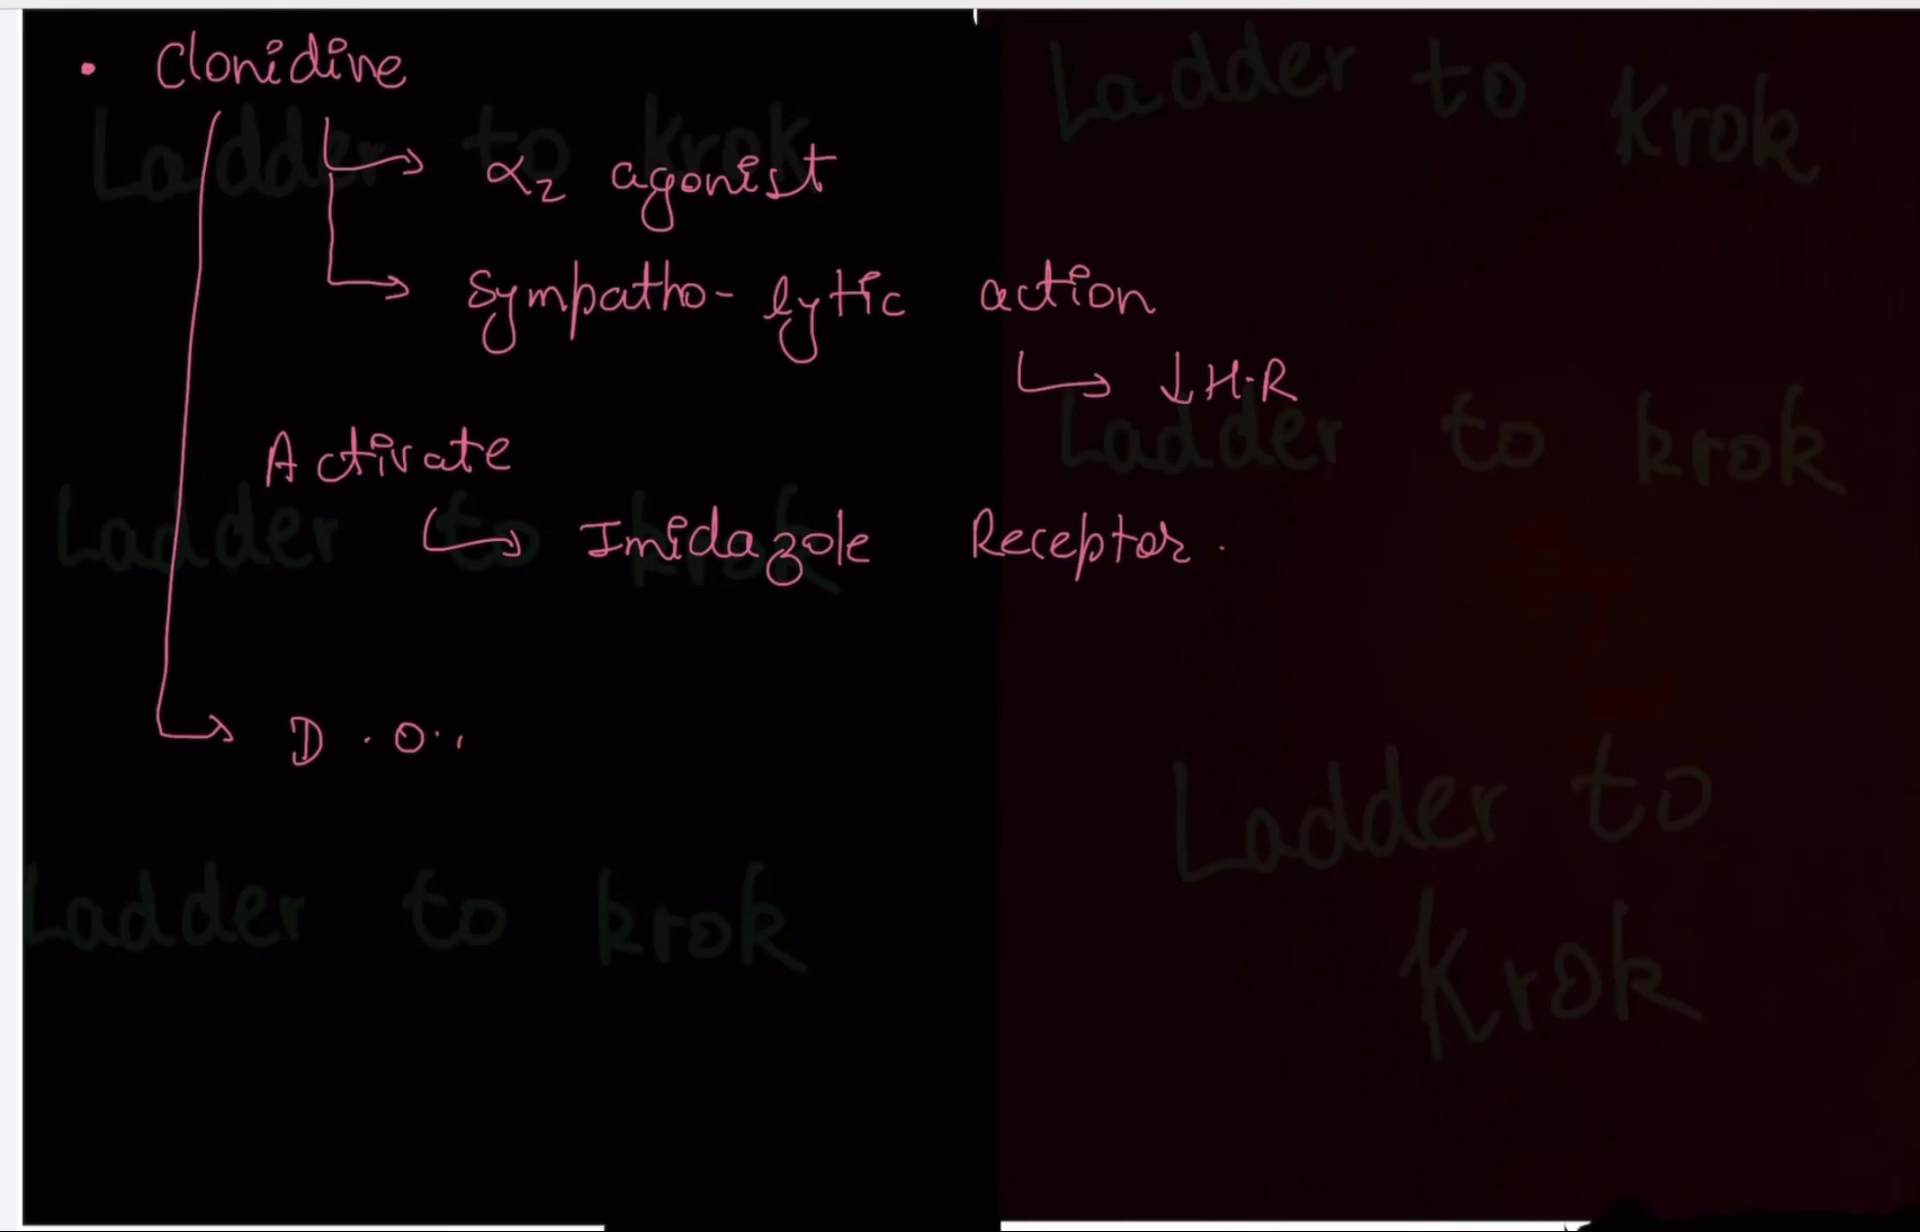 • Clonidine
Ladder to krok
Ladder to Krok
→ α2 agonist
→ Sympatho-lytic action
→ ↓ H.R
Ladder to krok
Activate
→ Imidazole Receptor.
Ladder to krok
→ D.O..
Ladder to
Krok
Ladder to krok